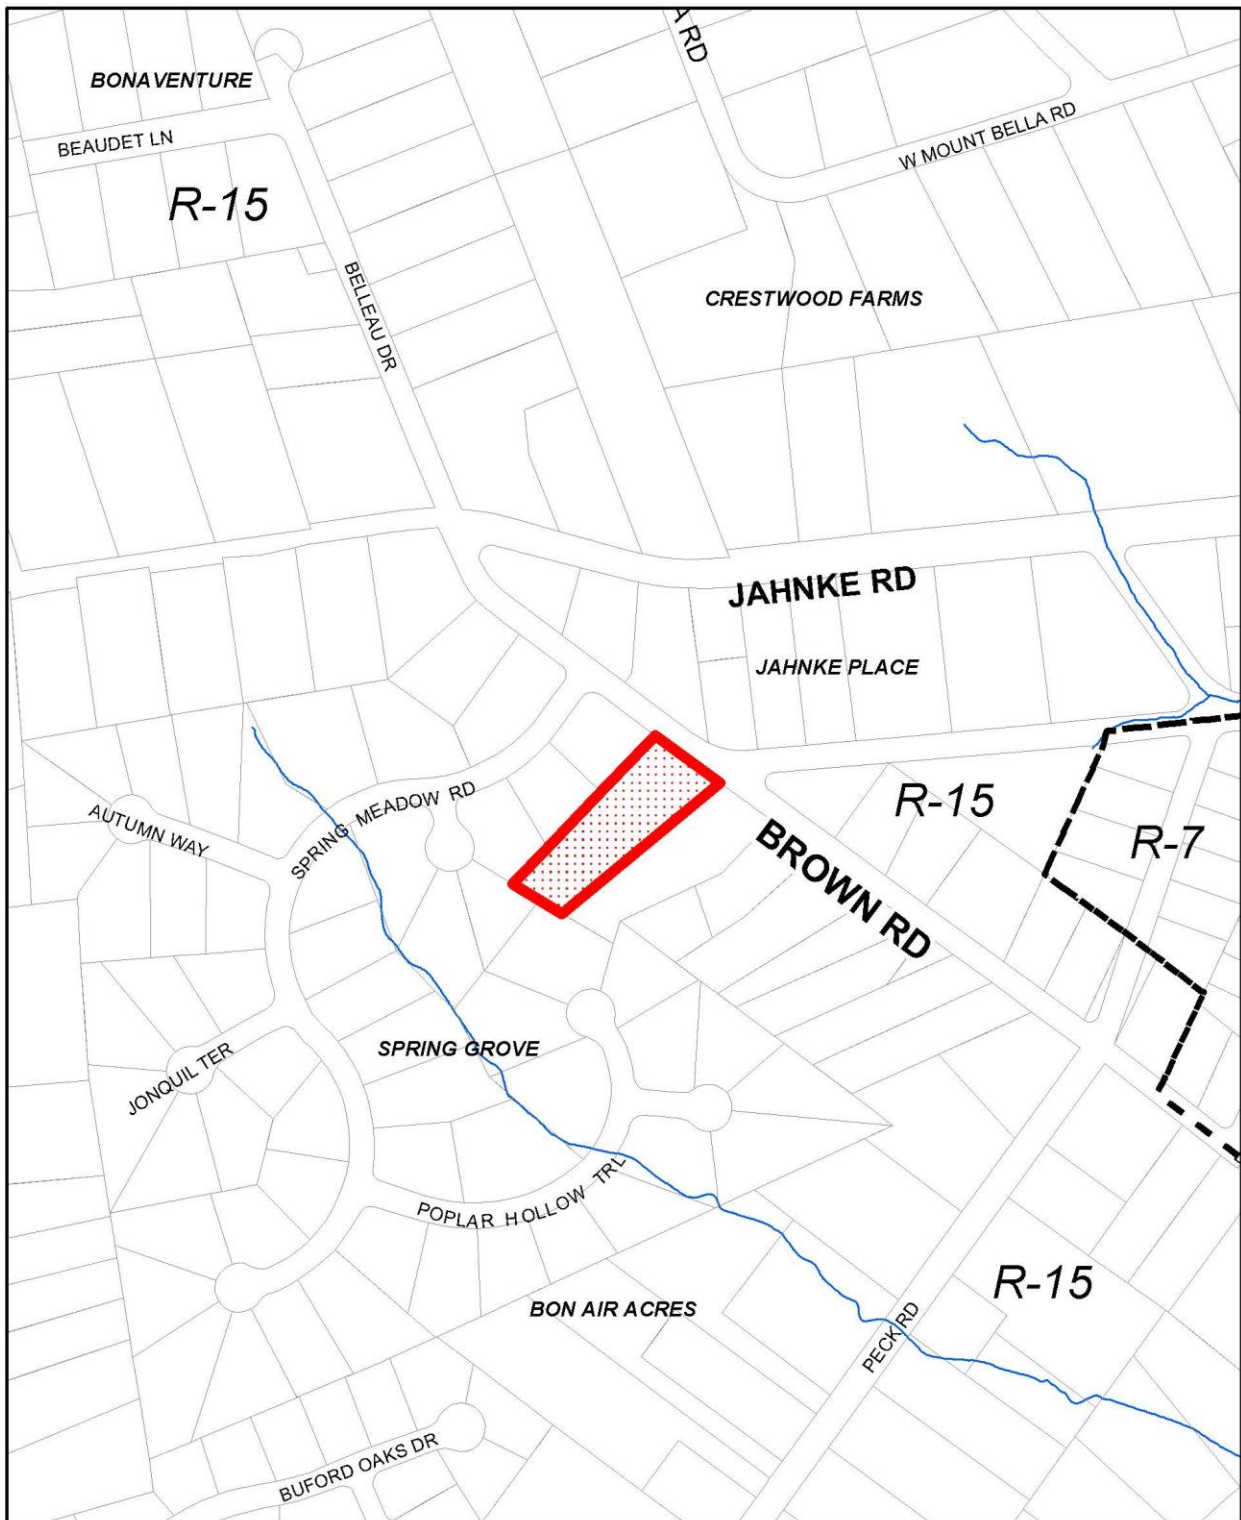 A RD
BONAVENTURE
BEAUDET LN
W MOUNT BELLA RD
R-15
BELLEAU DR
CRESTWOOD FARMS
JAHNKE RD
JAHNKE PLACE
SPRING MEADOW RD
R-15
AUTUMN WAY
BROWN RD
R-7
SPRING GROVE
JONQUIL TER
POPLAR HOLLOW TRL
R-15
BON AIR ACRES
PECK RD
BUFORD OAKS DR